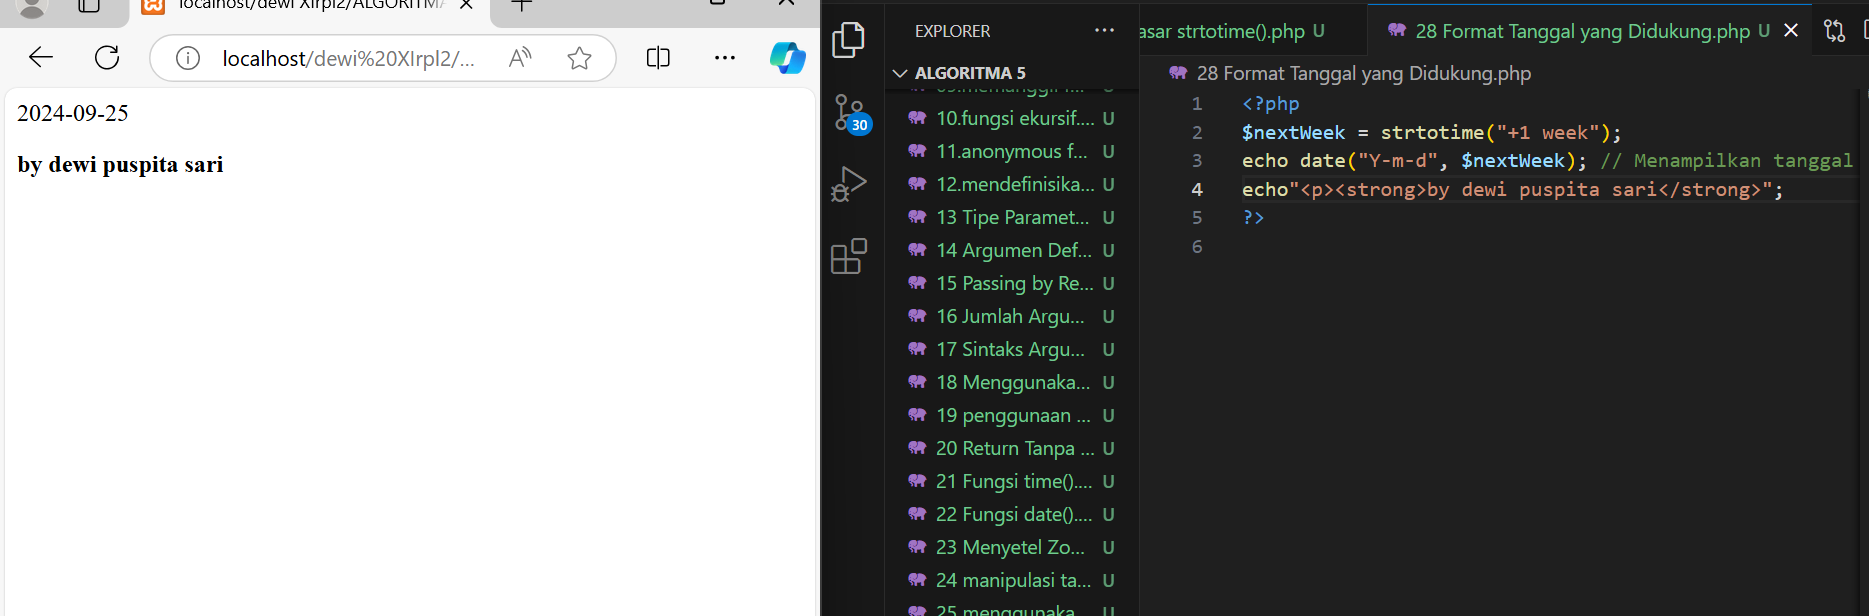 localhost/dewi XIrpl2/ALGORITMA
localhost/dewi%20XIrpl2/...
2024-09-25
by dewi puspita sari
30
EXPLORER
ALGORITMA 5
10.fungsi ekursif.... U
11.anonymous f... U
12.mendefinisika... U
13 Tipe Paramet... U
14 Argumen Def... U
15 Passing by Re... U
16 Jumlah Argu... U
17 Sintaks Argu... U
18 Menggunaka... U
19 penggunaan ... U
20 Return Tanpa ... U
21 Fungsi time().... U
22 Fungsi date().... U
23 Menyetel Zo... U
24 manipulasi ta... U
25 menggunaka... U
asar strtotime().php U
28 Format Tanggal yang Didukung.php U
28 Format Tanggal yang Didukung.php
1 <?php
2 $nextWeek = strtotime("+1 week");
3 echo date("Y-m-d", $nextWeek); // Menampilkan tanggal
4 echo"<p><strong>by dewi puspita sari</strong>";
5 ?>
6